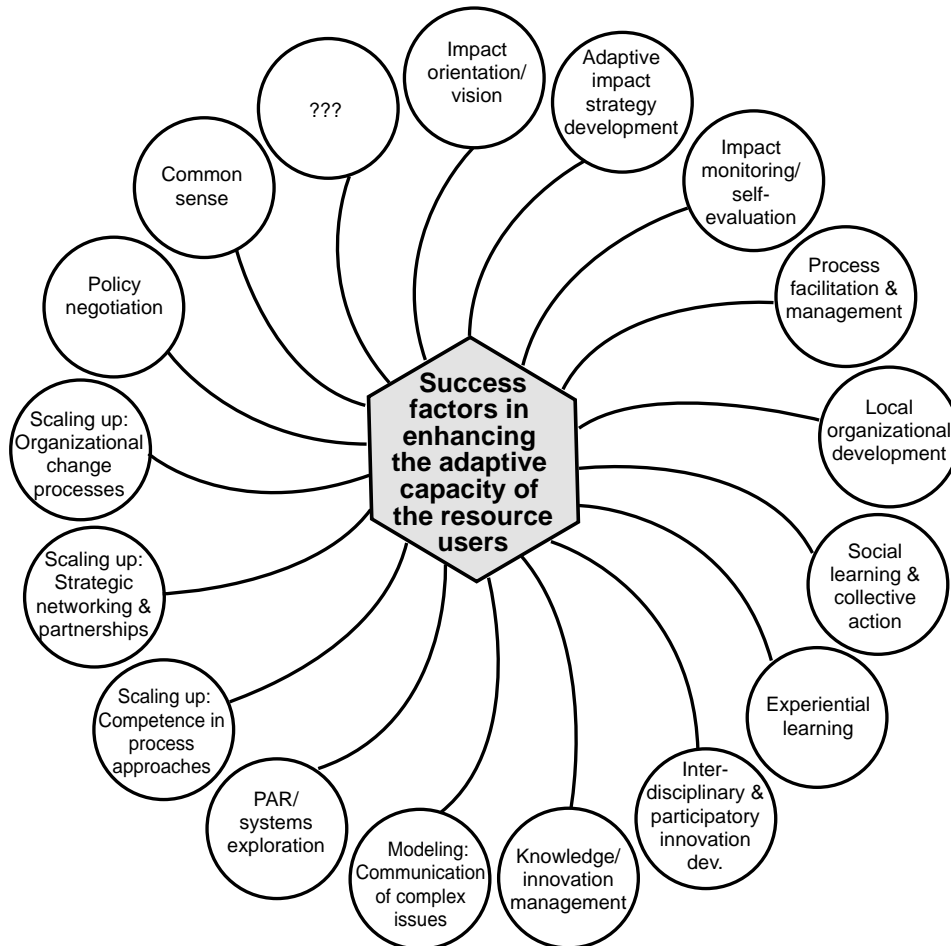 Impact
orientation/
vision
Adaptive
impact
strategy
development
Impact
monitoring/
self-
evaluation
Process
facilitation &
management
Local
organizational
development
Social
learning &
collective
action
Experiential
learning
Inter-
disciplinary &
participatory
innovation
dev.
Knowledge/
innovation
management
Modeling:
Communication
of complex
issues
PAR/
systems
exploration
Scaling up:
Competence in
process
approaches
Scaling up:
Strategic
networking &
partnerships
Scaling up:
Organizational
change
processes
Policy
negotiation
Common
sense
???
Success
factors in
enhancing
the adaptive
capacity of
the resource
users